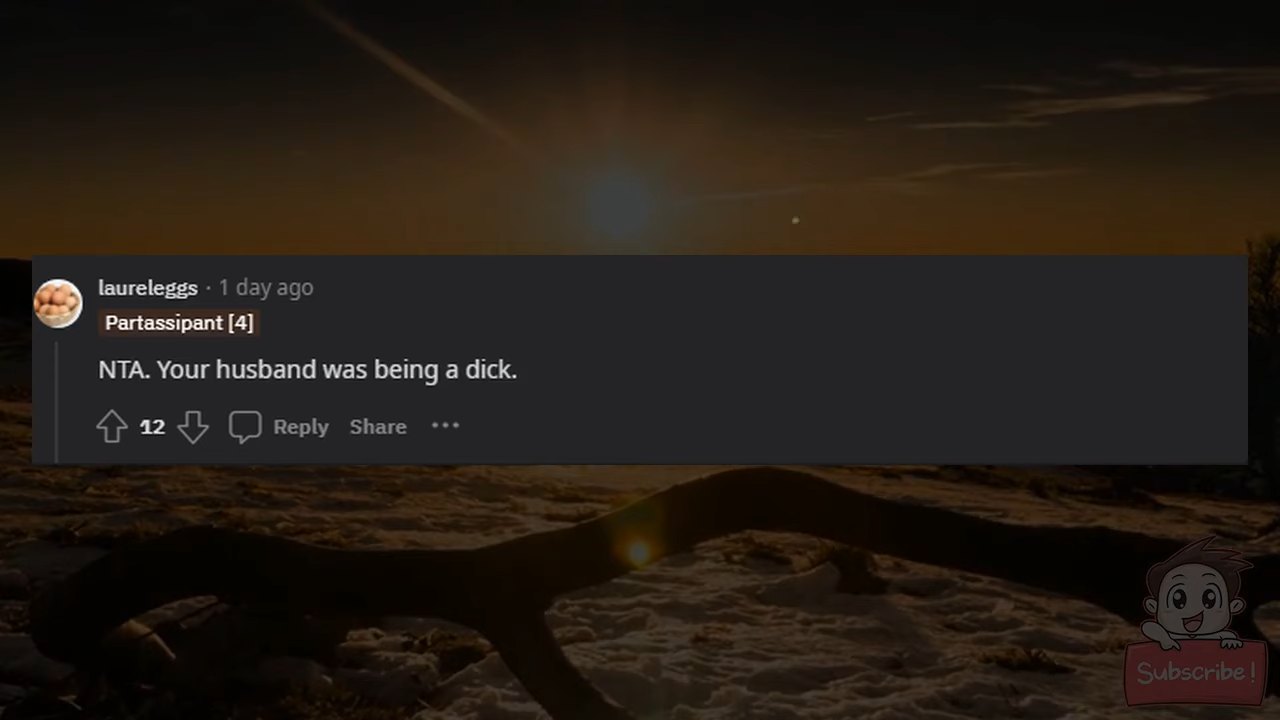 laureleggs · 1 day ago
Partassipant [4]
NTA. Your husband was being a dick.
12 Reply Share ···
Subscribe!